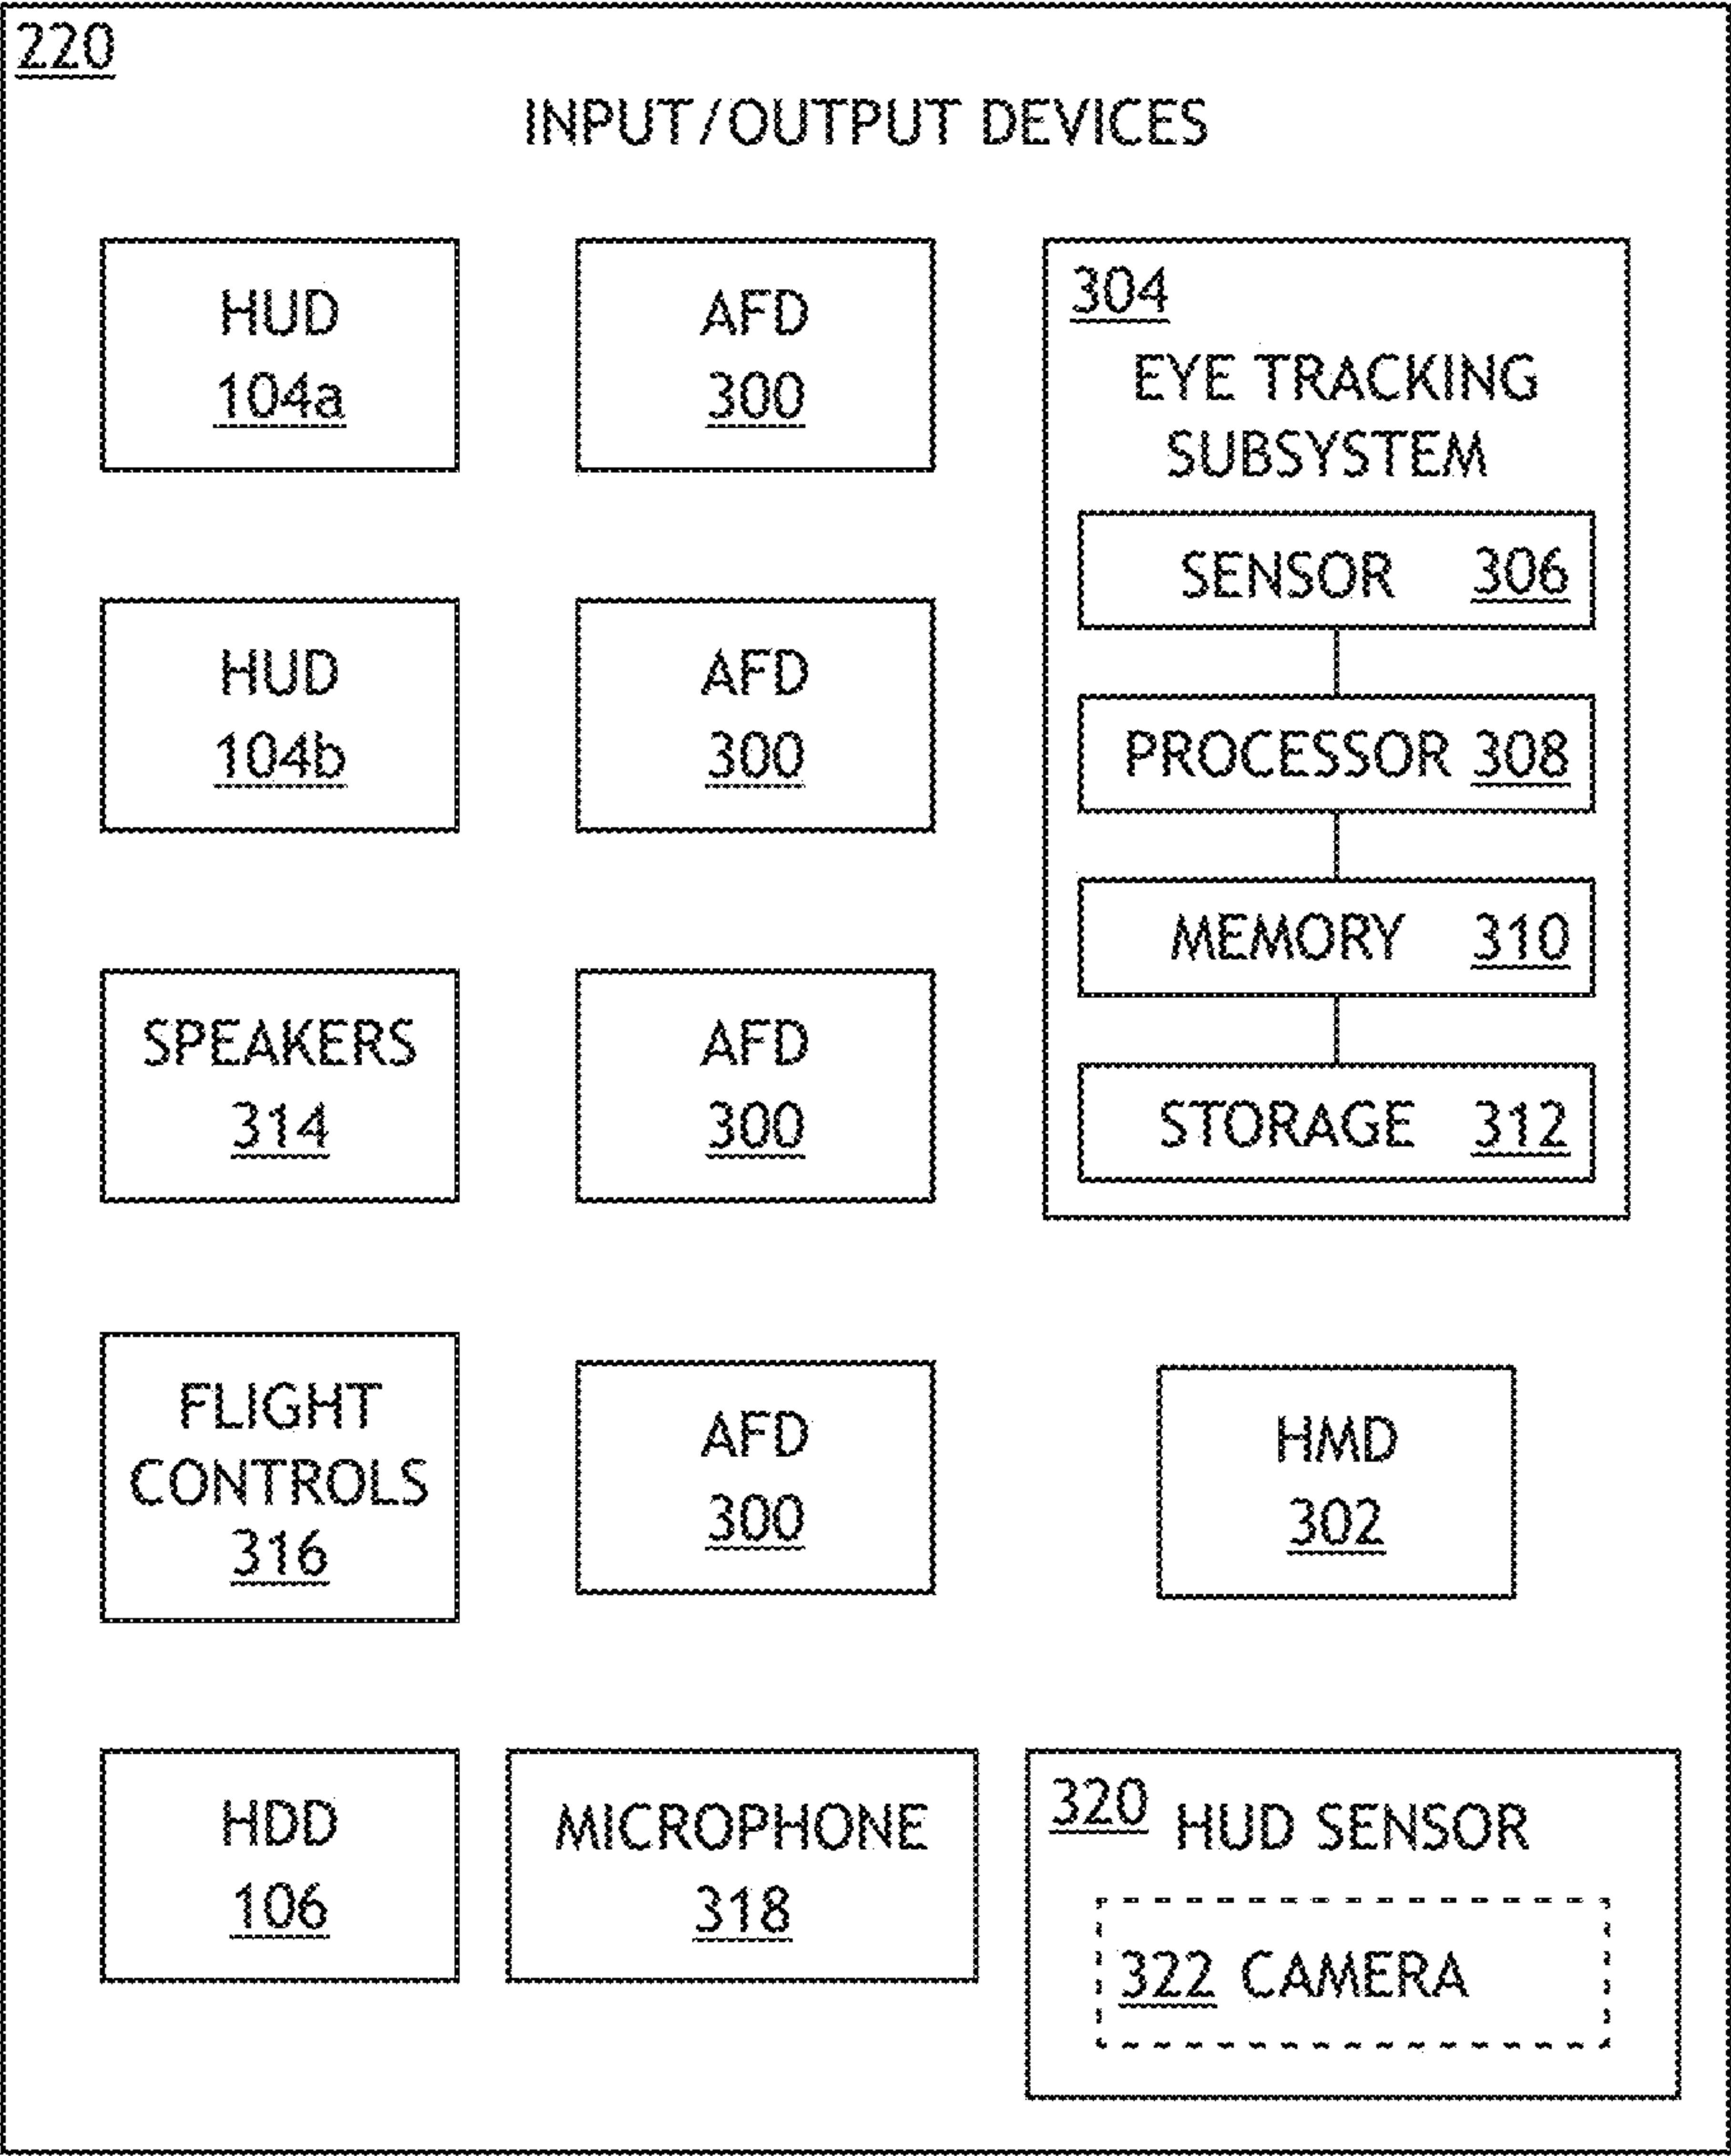 220
INPUT/OUTPUT DEVICES
HUD
104a
AFD
300
304
EYE TRACKING
SUBSYSTEM
SENSOR 306
PROCESSOR 308
MEMORY 310
STORAGE 312
HUD
104b
AFD
300
SPEAKERS
314
AFD
300
FLIGHT
CONTROLS
316
AFD
300
HMD
302
HDD
106
MICROPHONE
318
320 HUD SENSOR
322 CAMERA